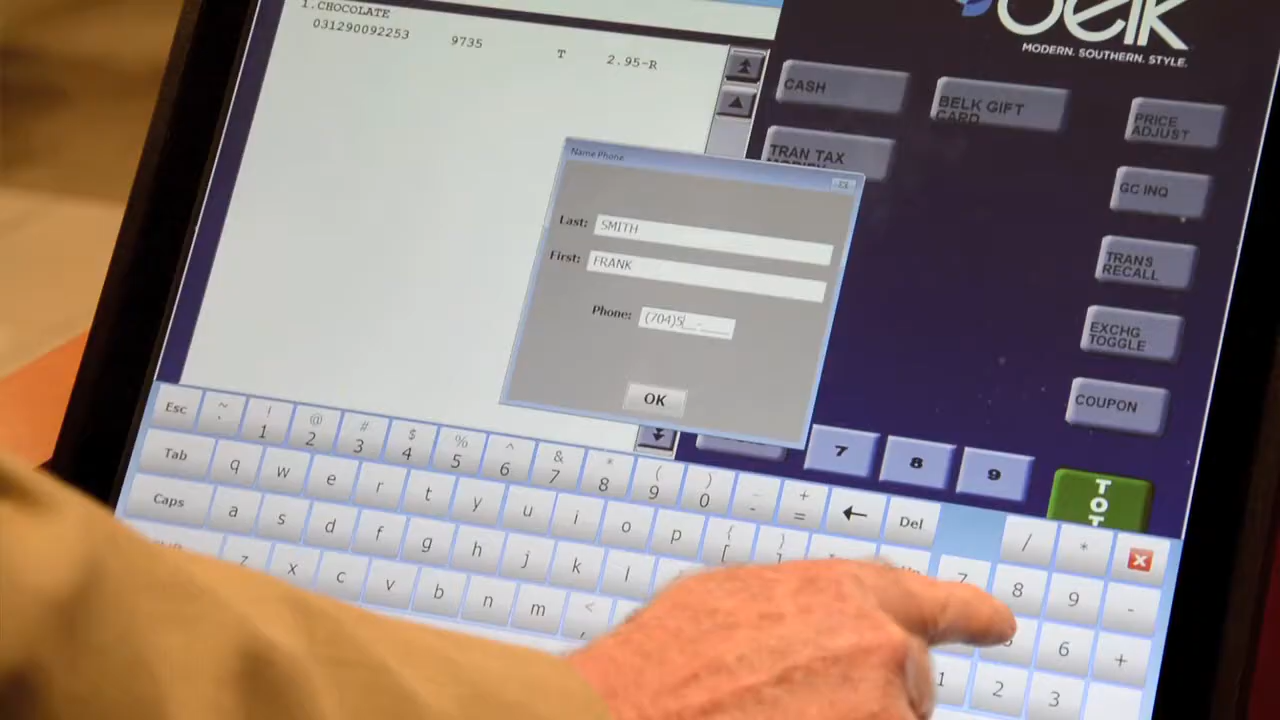 1.CHOCOLATE
031290092253 9735 T 2.95-R
belk
MODERN. SOUTHERN. STYLE.
CASH
BELK GIFT
CARD
PRICE
ADJUST
TRAN TAX
GC INQ
TRANS
RECALL
EXCHG
TOGGLE
COUPON
Name Phone
Last: SMITH
First: FRANK
Phone: (704)5__-____
OK
7 8 9
TOT
Esc ~ ` ! 1 @ 2 # 3 $ 4 % 5 ^ 6 & 7 * 8 ( 9 ) 0 _ - + = ← Del
Tab q w e r t y u i o p { [ } ] / * x
Caps a s d f g h j k l 7 8 9 -
z x c v b n m < , 5 6 +
1 2 3